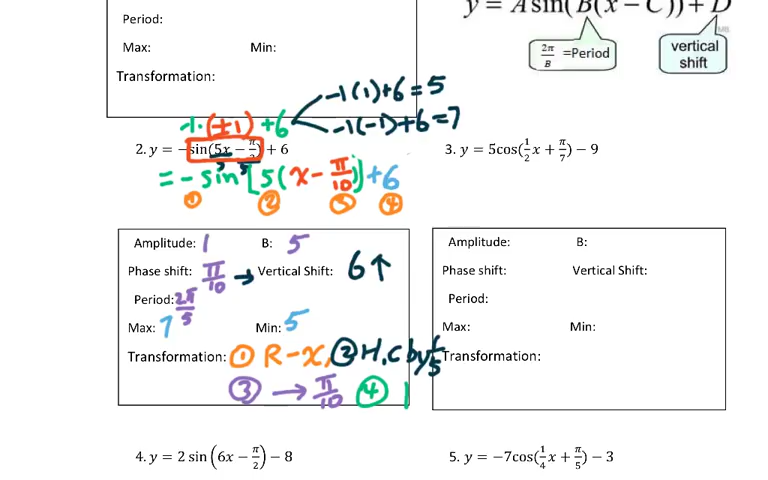 y = A sin(B(x − C)) + D
Period:
Max: Min:
2π/B =Period
vertical shift
Transformation:
-1(1)+6=5
-1·(±1)+6
-1(-1)+6=7
2. y = −sin(5x − π/2) + 6
3. y = 5cos(1/2 x + π/7) − 9
= -sin[5(x-π/10)]+6
① ② ③ ④
Amplitude: 1 B: 5
Phase shift: π/10 → Vertical Shift: 6↑
Period: 2π/5
Max: 7 Min: 5
Transformation: ① R-x, ② H.C by 1/5
③ → π/10 ④
Amplitude: B:
Phase shift: Vertical Shift:
Period:
Max: Min:
Transformation:
4. y = 2 sin (6x − π/2) − 8
5. y = −7cos(1/4 x + π/5) − 3